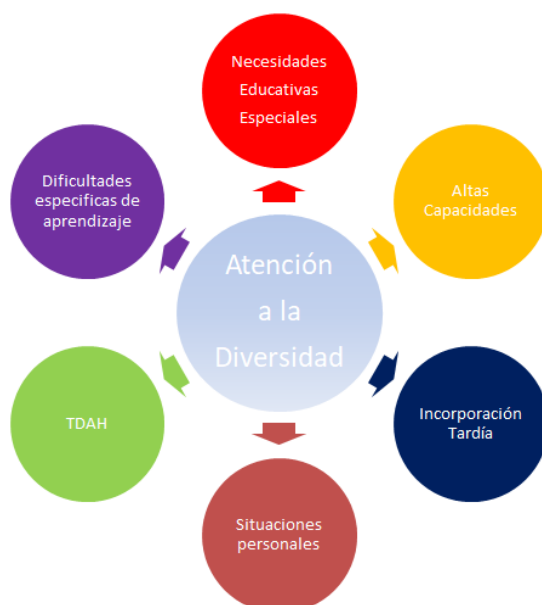 Necesidades
Educativas
Especiales
Dificultades
especificas de
aprendizaje
Altas
Capacidades
Atención
a la
Diversidad
TDAH
Incorporación
Tardía
Situaciones
personales